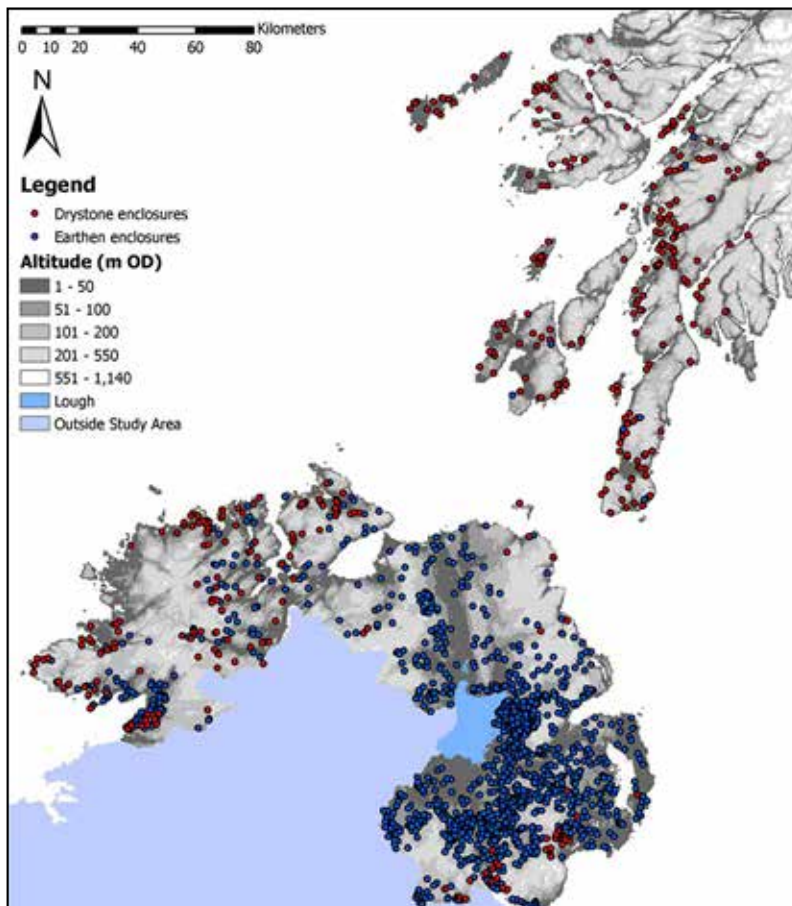 Kilometers
0 10 20 40 60 80
N
Legend
Drystone enclosures
Earthen enclosures
Altitude (m OD)
1 - 50
51 - 100
101 - 200
201 - 550
551 - 1,140
Lough
Outside Study Area